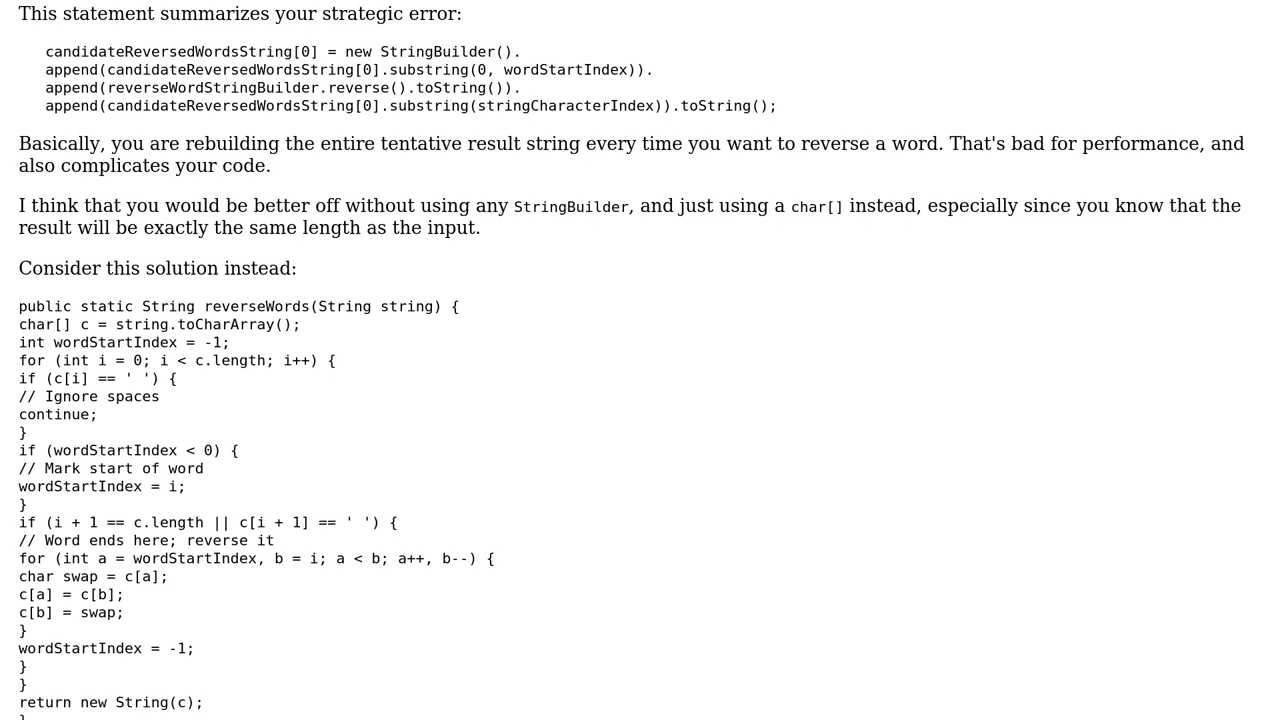 This statement summarizes your strategic error:
candidateReversedWordsString[0] = new StringBuilder().
append(candidateReversedWordsString[0].substring(0, wordStartIndex)).
append(reverseWordStringBuilder.reverse().toString()).
append(candidateReversedWordsString[0].substring(stringCharacterIndex)).toString();
Basically, you are rebuilding the entire tentative result string every time you want to reverse a word. That's bad for performance, and
also complicates your code.
I think that you would be better off without using any StringBuilder, and just using a char[] instead, especially since you know that the
result will be exactly the same length as the input.
Consider this solution instead:
public static String reverseWords(String string) {
char[] c = string.toCharArray();
int wordStartIndex = -1;
for (int i = 0; i < c.length; i++) {
if (c[i] == ' ') {
// Ignore spaces
continue;
}
if (wordStartIndex < 0) {
// Mark start of word
wordStartIndex = i;
}
if (i + 1 == c.length || c[i + 1] == ' ') {
// Word ends here; reverse it
for (int a = wordStartIndex, b = i; a < b; a++, b--) {
char swap = c[a];
c[a] = c[b];
c[b] = swap;
}
wordStartIndex = -1;
}
}
return new String(c);
}